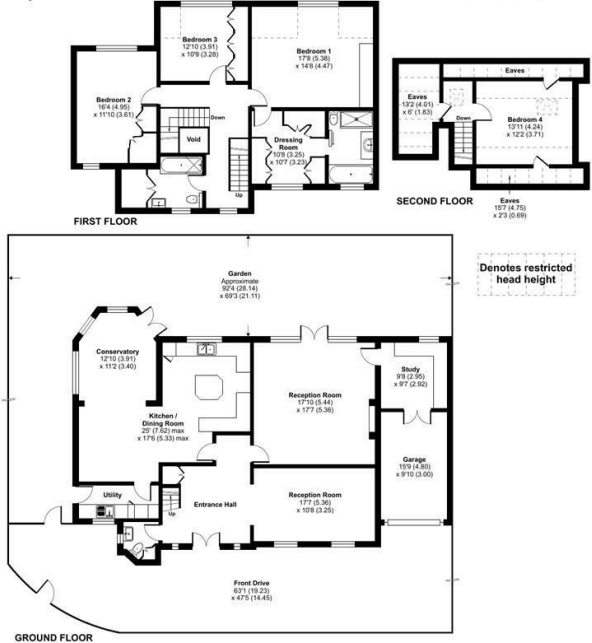 Bedroom 3
12'10 (3.91)
x 10'9 (3.28)
Bedroom 1
17'8 (5.38)
x 14'8 (4.47)
Bedroom 2
16'4 (4.95)
x 11'10 (3.61)
Down
Void
Dressing
Room
10'8 (3.25)
x 10'7 (3.23)
Up
FIRST FLOOR
Eaves
Eaves
13'2 (4.01)
x 6' (1.83)
Bedroom 4
13'11 (4.24)
x 12'2 (3.71)
Down
SECOND FLOOR
Eaves
15'7 (4.75)
x 2'3 (0.69)
Denotes restricted
head height
Garden
Approximate
92'4 (28.14)
x 69'3 (21.11)
Conservatory
12'10 (3.91)
x 11'2 (3.40)
Kitchen /
Dining Room
25' (7.62) max
x 17'6 (5.33) max
Reception Room
17'10 (5.44)
x 17'7 (5.36)
Study
9'8 (2.95)
x 9'7 (2.92)
Garage
15'9 (4.80)
x 9'10 (3.00)
Utility
Up
Entrance Hall
Reception Room
17'7 (5.36)
x 10'8 (3.25)
Front Drive
63'1 (19.23)
x 47'5 (14.45)
GROUND FLOOR